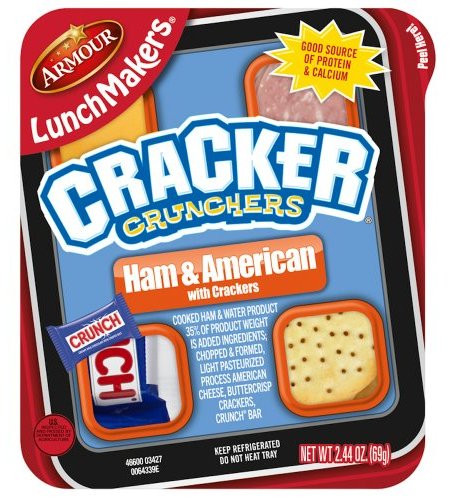 ARMOUR
LunchMakers®
GOOD SOURCE
OF PROTEIN
& CALCIUM
Peel Here!
CRACKER
CRUNCHERS®
Ham & American
with Crackers
COOKED HAM & WATER PRODUCT
35% OF PRODUCT WEIGHT
IS ADDED INGREDIENTS,
CHOPPED & FORMED,
LIGHT PASTEURIZED
PROCESS AMERICAN
CHEESE, BUTTERCRISP
CRACKERS,
CRUNCH® BAR
CRUNCH
CH
KEEP REFRIGERATED
DO NOT HEAT TRAY
48600 03427
0064339E
NET WT 2.44 OZ. (69g)